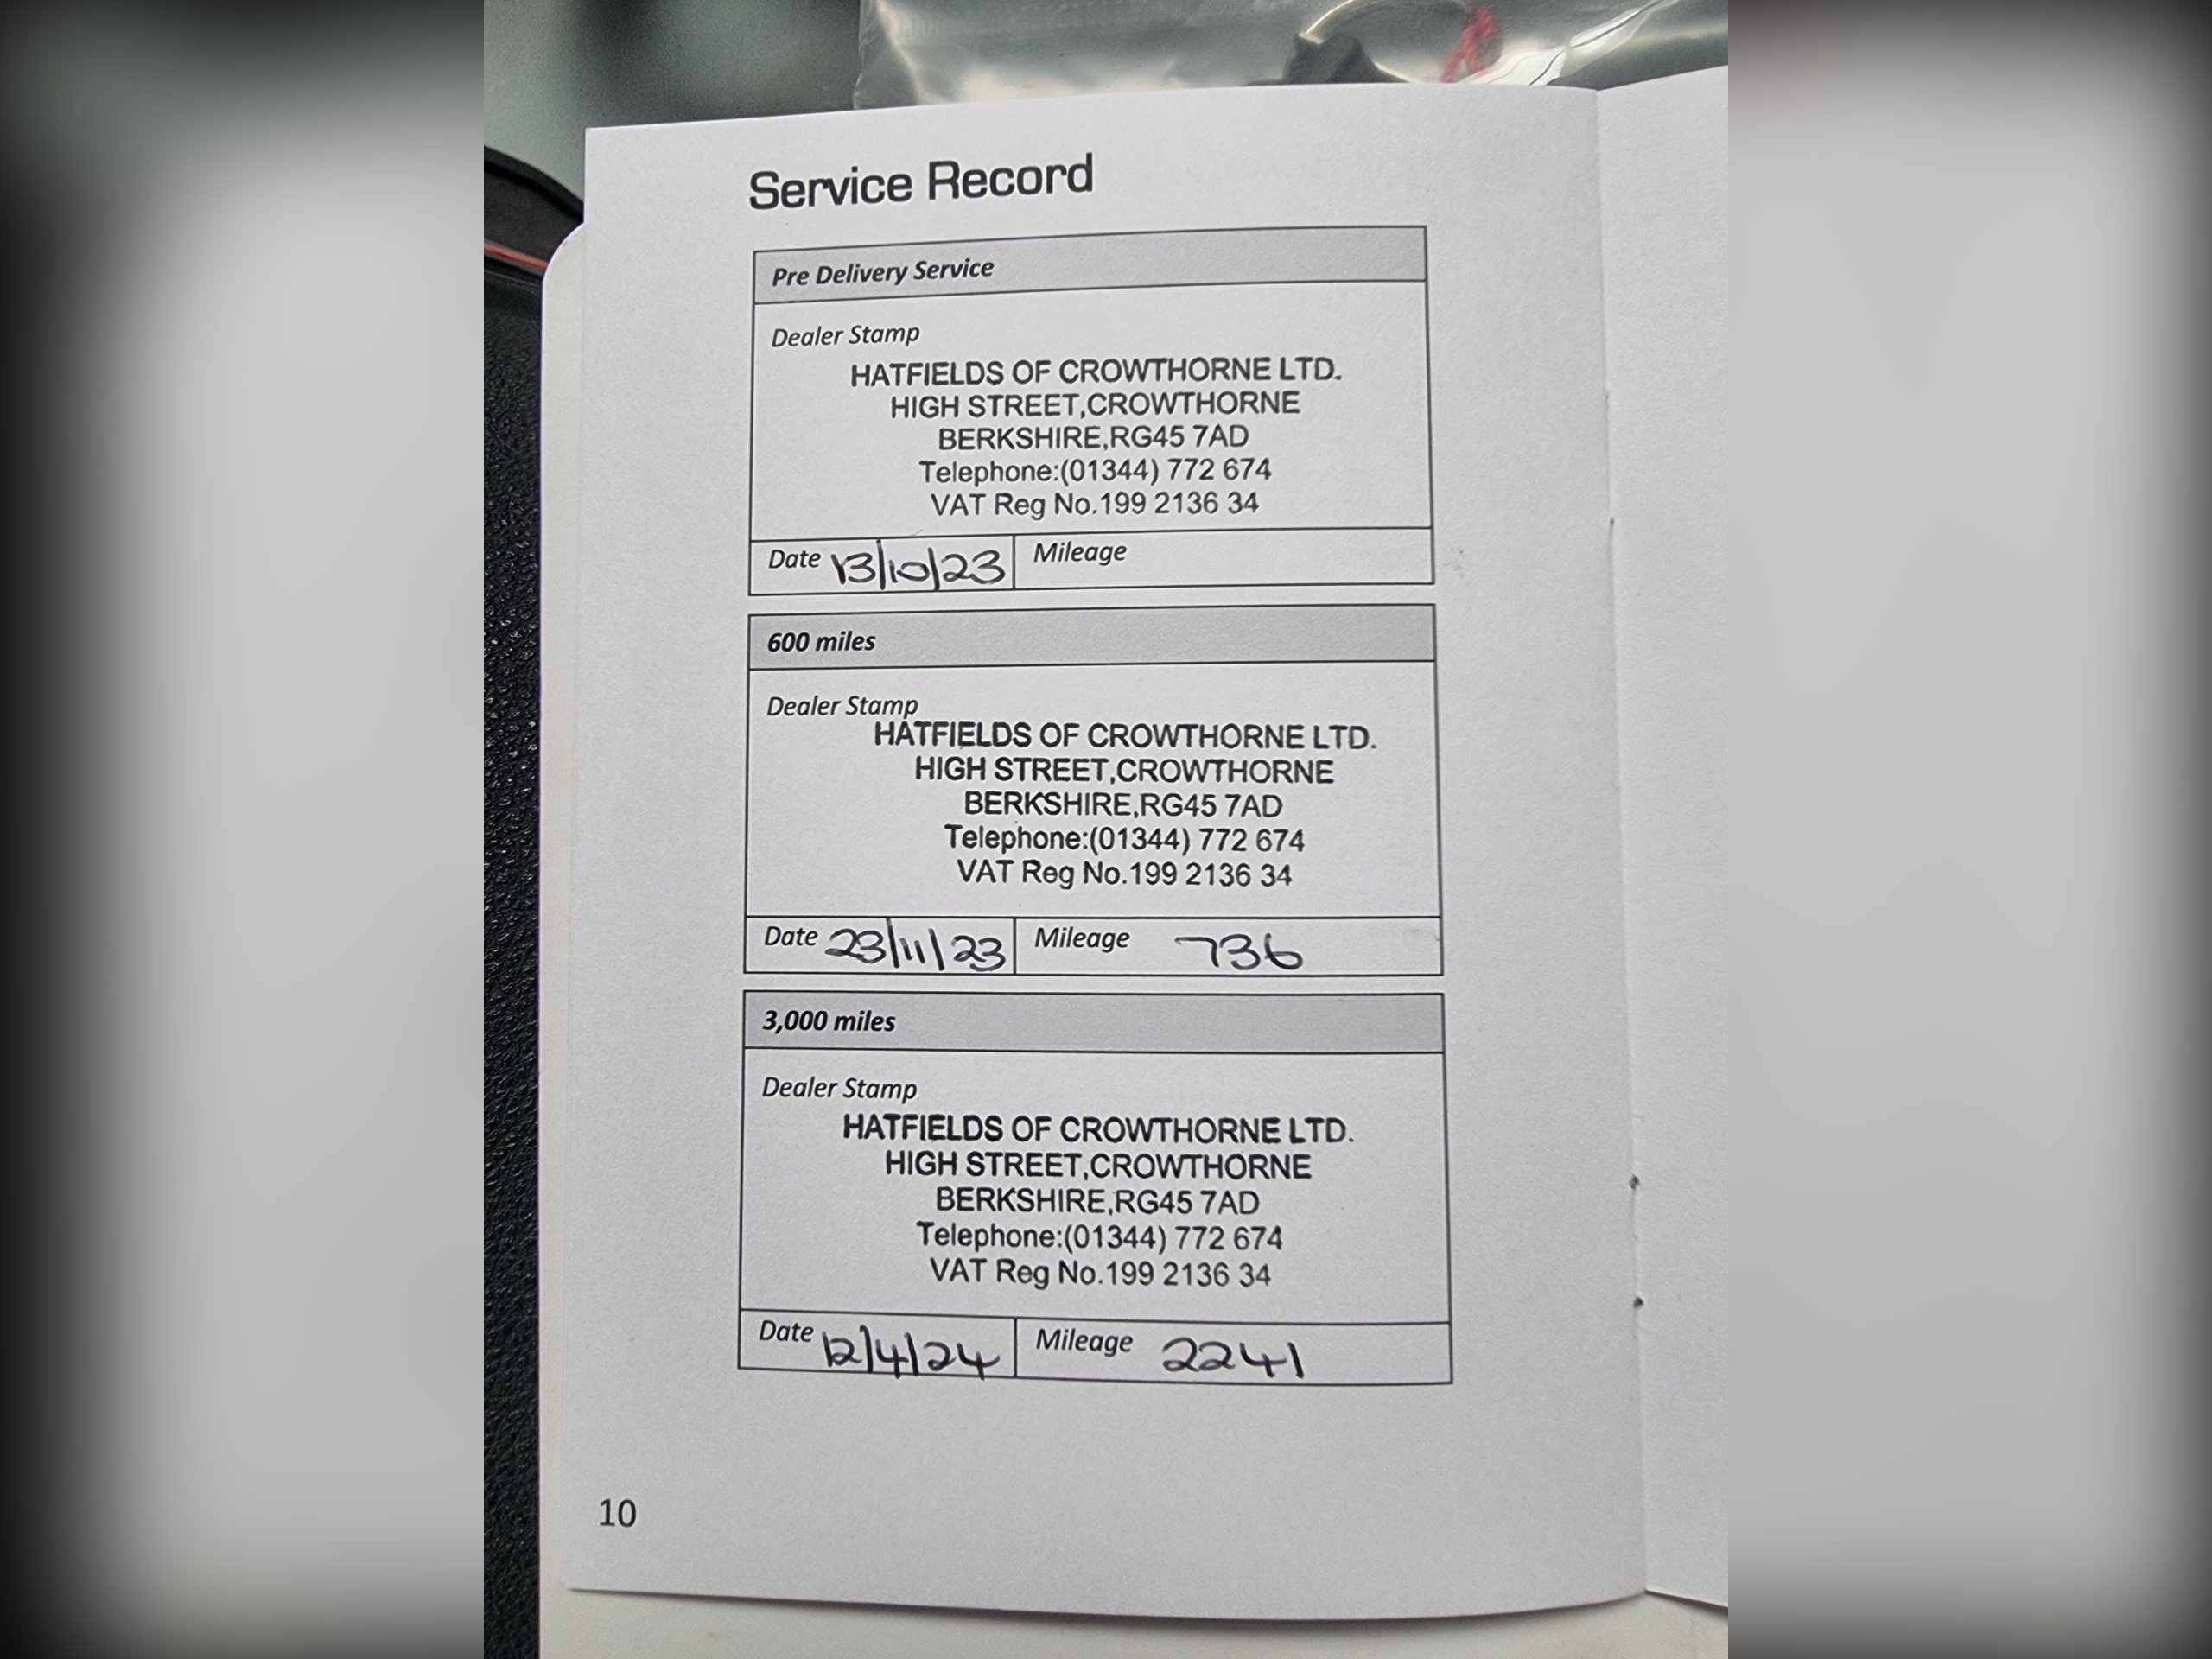 Service Record
Pre Delivery Service
Dealer Stamp
HATFIELDS OF CROWTHORNE LTD.
HIGH STREET,CROWTHORNE
BERKSHIRE,RG45 7AD
Telephone:(01344) 772 674
VAT Reg No.199 2136 34
Date 13/10/23 Mileage
600 miles
Dealer Stamp
HATFIELDS OF CROWTHORNE LTD.
HIGH STREET,CROWTHORNE
BERKSHIRE,RG45 7AD
Telephone:(01344) 772 674
VAT Reg No.199 2136 34
Date 23/11/23 Mileage 736
3,000 miles
Dealer Stamp
HATFIELDS OF CROWTHORNE LTD.
HIGH STREET,CROWTHORNE
BERKSHIRE,RG45 7AD
Telephone:(01344) 772 674
VAT Reg No.199 2136 34
Date 12/4/24 Mileage 2241
10